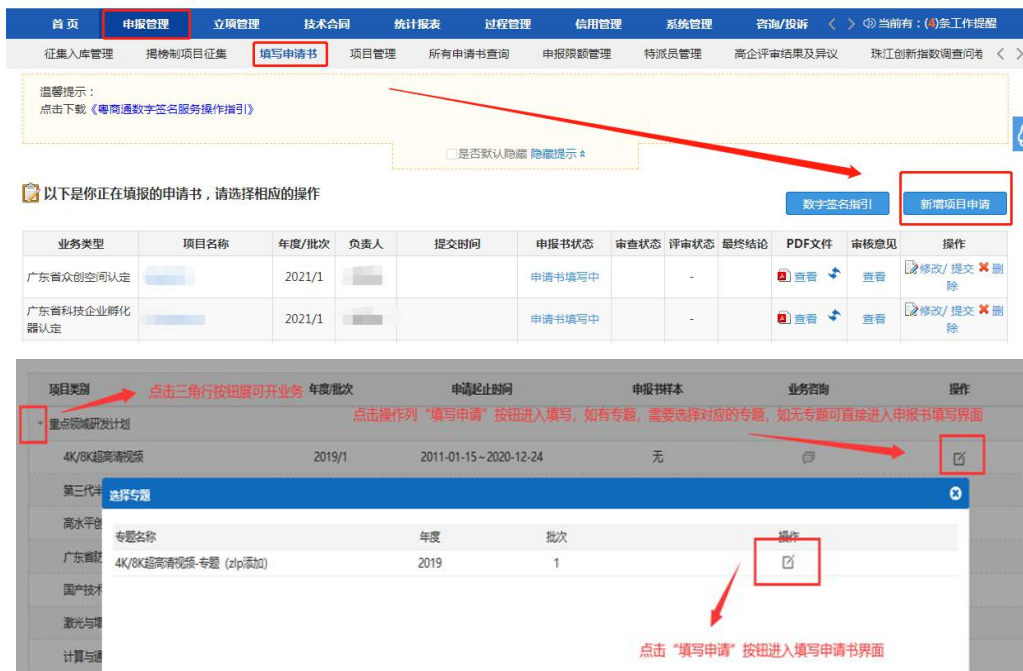 首 页 申报管理 立项管理 技术合同 统计报表 过程管理 信用管理 系统管理 咨询/投诉 当前有：(4)条工作提醒
征集入库管理 揭榜制项目征集 填写申请书 项目管理 所有申请书查询 申报限额管理 特派员管理 高企评审结果及异议 珠江创新指数调查问卷
温馨提示：
点击下载《粤商通数字签名服务操作指引》
是否默认隐藏 隐藏提示
以下是你正在填报的申请书，请选择相应的操作
数字签名指引 新增项目申请
业务类型 项目名称 年度/批次 负责人 提交时间 申报书状态 审查状态 评审状态 最终结论 PDF文件 审核意见 操作
广东省众创空间认定 2021/1 申请书填写中 - 查看 查看 修改/ 提交 删
除
广东省科技企业孵化
器认定 2021/1 申请书填写中 - 查看 查看 修改/ 提交 删
除
项目类别 点击三角行按钮展可开业务 年度/批次 申请起止时间 申报书样本 业务咨询 操作
点击操作列“填写申请”按钮进入填写，如有专题，需要选择对应的专题，如无专题可直接进入申报书填写界面
重点领域研发计划
4K/8K超高清视频 2019/1 2011-01-15～2020-12-24 无
第三代半
选择专题
高水平创
专题名称 年度 批次 操作
广东省防
4K/8K超高清视频-专题（zlp添加） 2019 1
国产技术
激光与增
计算与通
点击“填写申请”按钮进入填写申请书界面